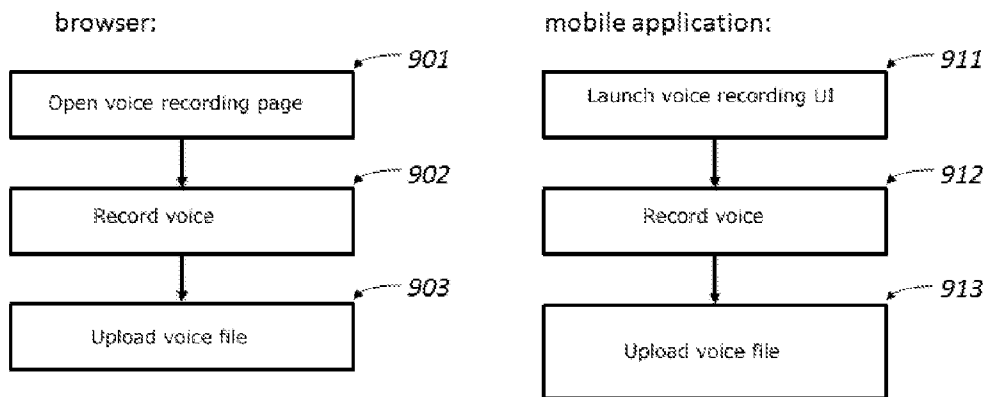 browser:
901
Open voice recording page
902
Record voice
903
Upload voice file
mobile application:
911
Launch voice recording UI
912
Record voice
913
Upload voice file